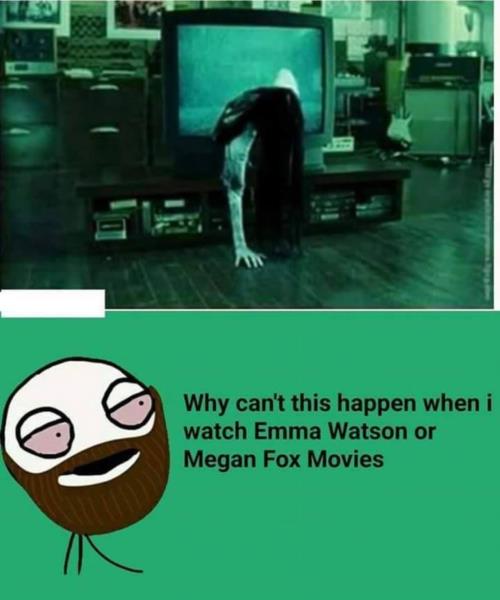 Why can't this happen when i
watch Emma Watson or
Megan Fox Movies